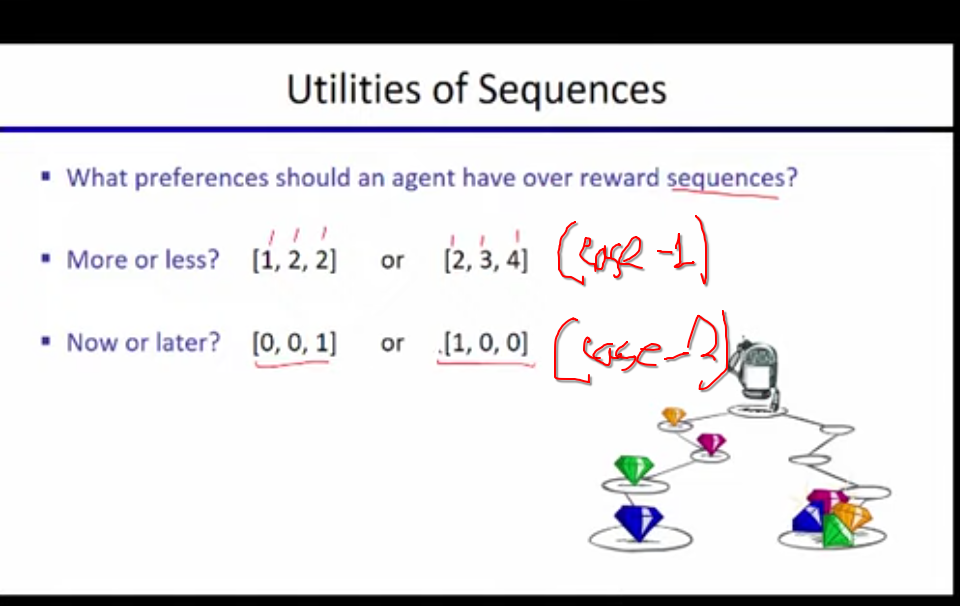 Utilities of Sequences
▪ What preferences should an agent have over reward sequences?
▪ More or less? [1, 2, 2] or [2, 3, 4] (case -1)
▪ Now or later? [0, 0, 1] or [1, 0, 0] (case -2)